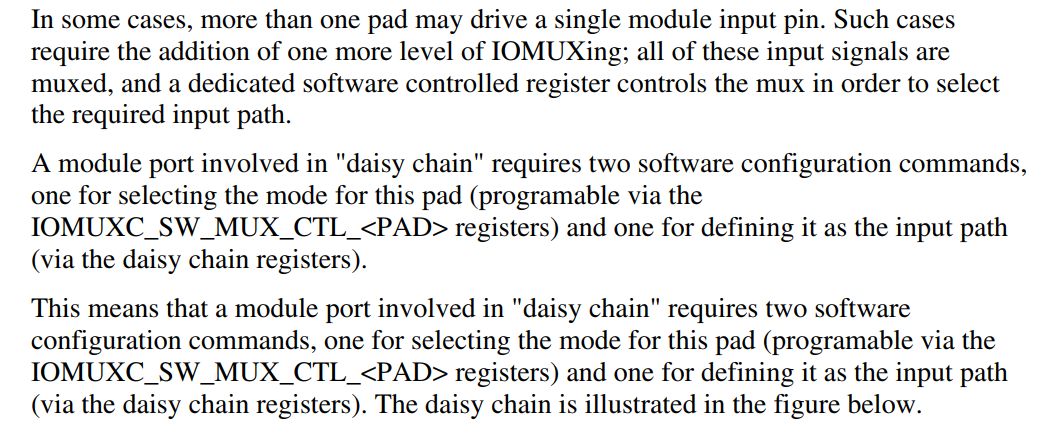 In some cases, more than one pad may drive a single module input pin. Such cases
require the addition of one more level of IOMUXing; all of these input signals are
muxed, and a dedicated software controlled register controls the mux in order to select
the required input path.
A module port involved in "daisy chain" requires two software configuration commands,
one for selecting the mode for this pad (programable via the
IOMUXC_SW_MUX_CTL_<PAD> registers) and one for defining it as the input path
(via the daisy chain registers).
This means that a module port involved in "daisy chain" requires two software
configuration commands, one for selecting the mode for this pad (programable via the
IOMUXC_SW_MUX_CTL_<PAD> registers) and one for defining it as the input path
(via the daisy chain registers). The daisy chain is illustrated in the figure below.